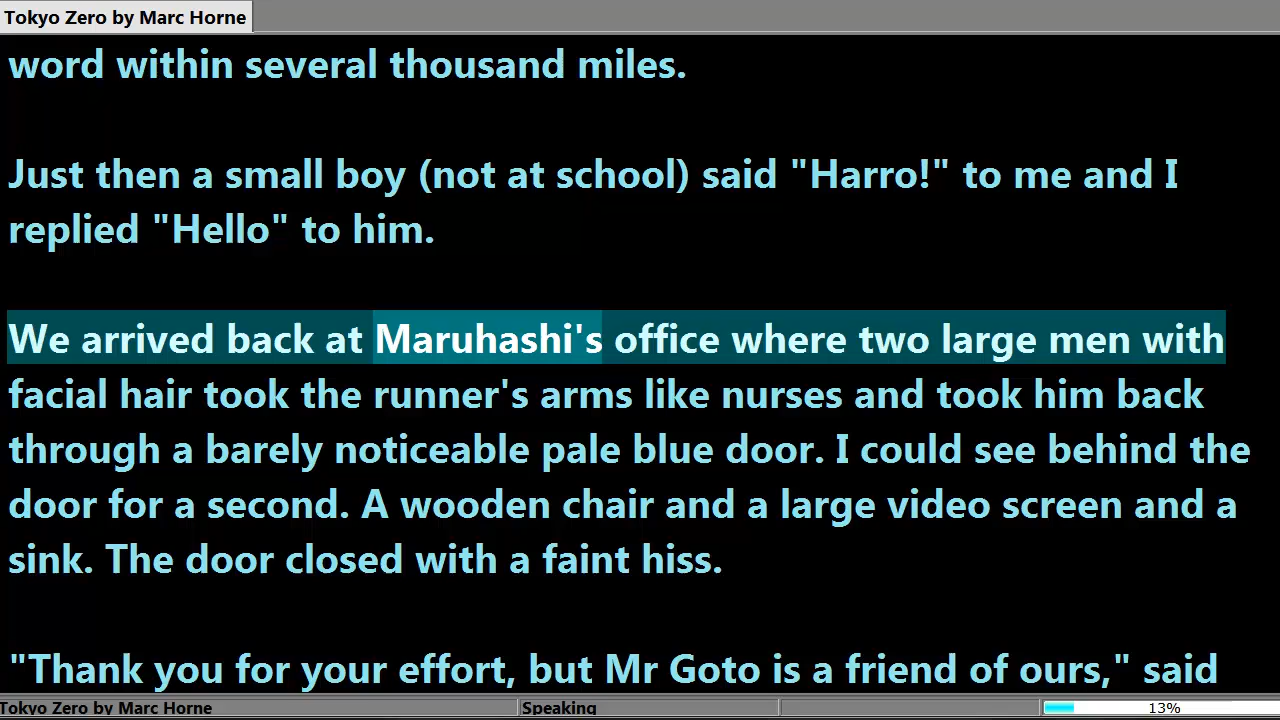 Tokyo Zero by Marc Horne
word within several thousand miles.
Just then a small boy (not at school) said "Harro!" to me and I
replied "Hello" to him.
We arrived back at Maruhashi's office where two large men with
facial hair took the runner's arms like nurses and took him back
through a barely noticeable pale blue door. I could see behind the
door for a second. A wooden chair and a large video screen and a
sink. The door closed with a faint hiss.
"Thank you for your effort, but Mr Goto is a friend of ours," said
Tokyo Zero by Marc Horne Speaking 13%